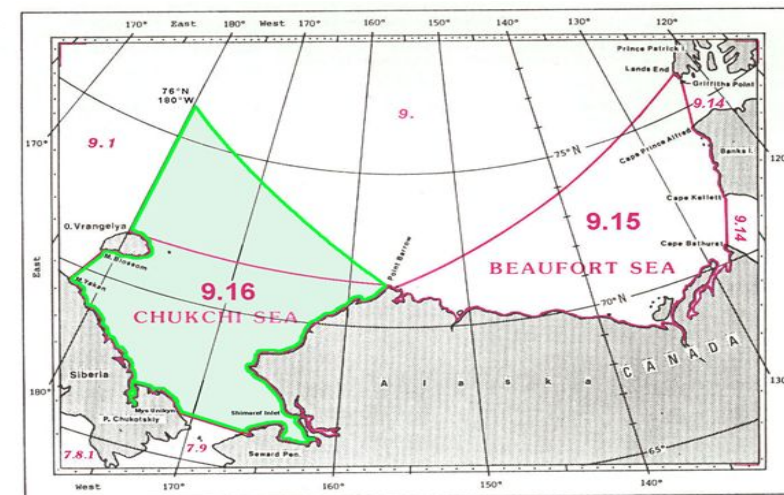 170° East 180° West 170° 160° 150° 140° 130° 120°
Prince Patrick I.
Lands End
Griffiths Point
76°N
180°W
9.14
170°
9.1
9.
75°N
Cape Prince Alfred
Banks I.
120°
O. Vrangelya
Cape Kellett
M. Blossom
Point Barrow
9.15
9.14
East
M. Yakan
9.16
BEAUFORT SEA
Cape Bathurst
CHUKCHI SEA
70°N
Siberia
Alaska
CANADA
180°
130°
Mys Unikyn
Shimaref Inlet
P. Chukotskiy
7.8.1
7.9
Seward Pen.
65°
West 170° 160° 150° 140°